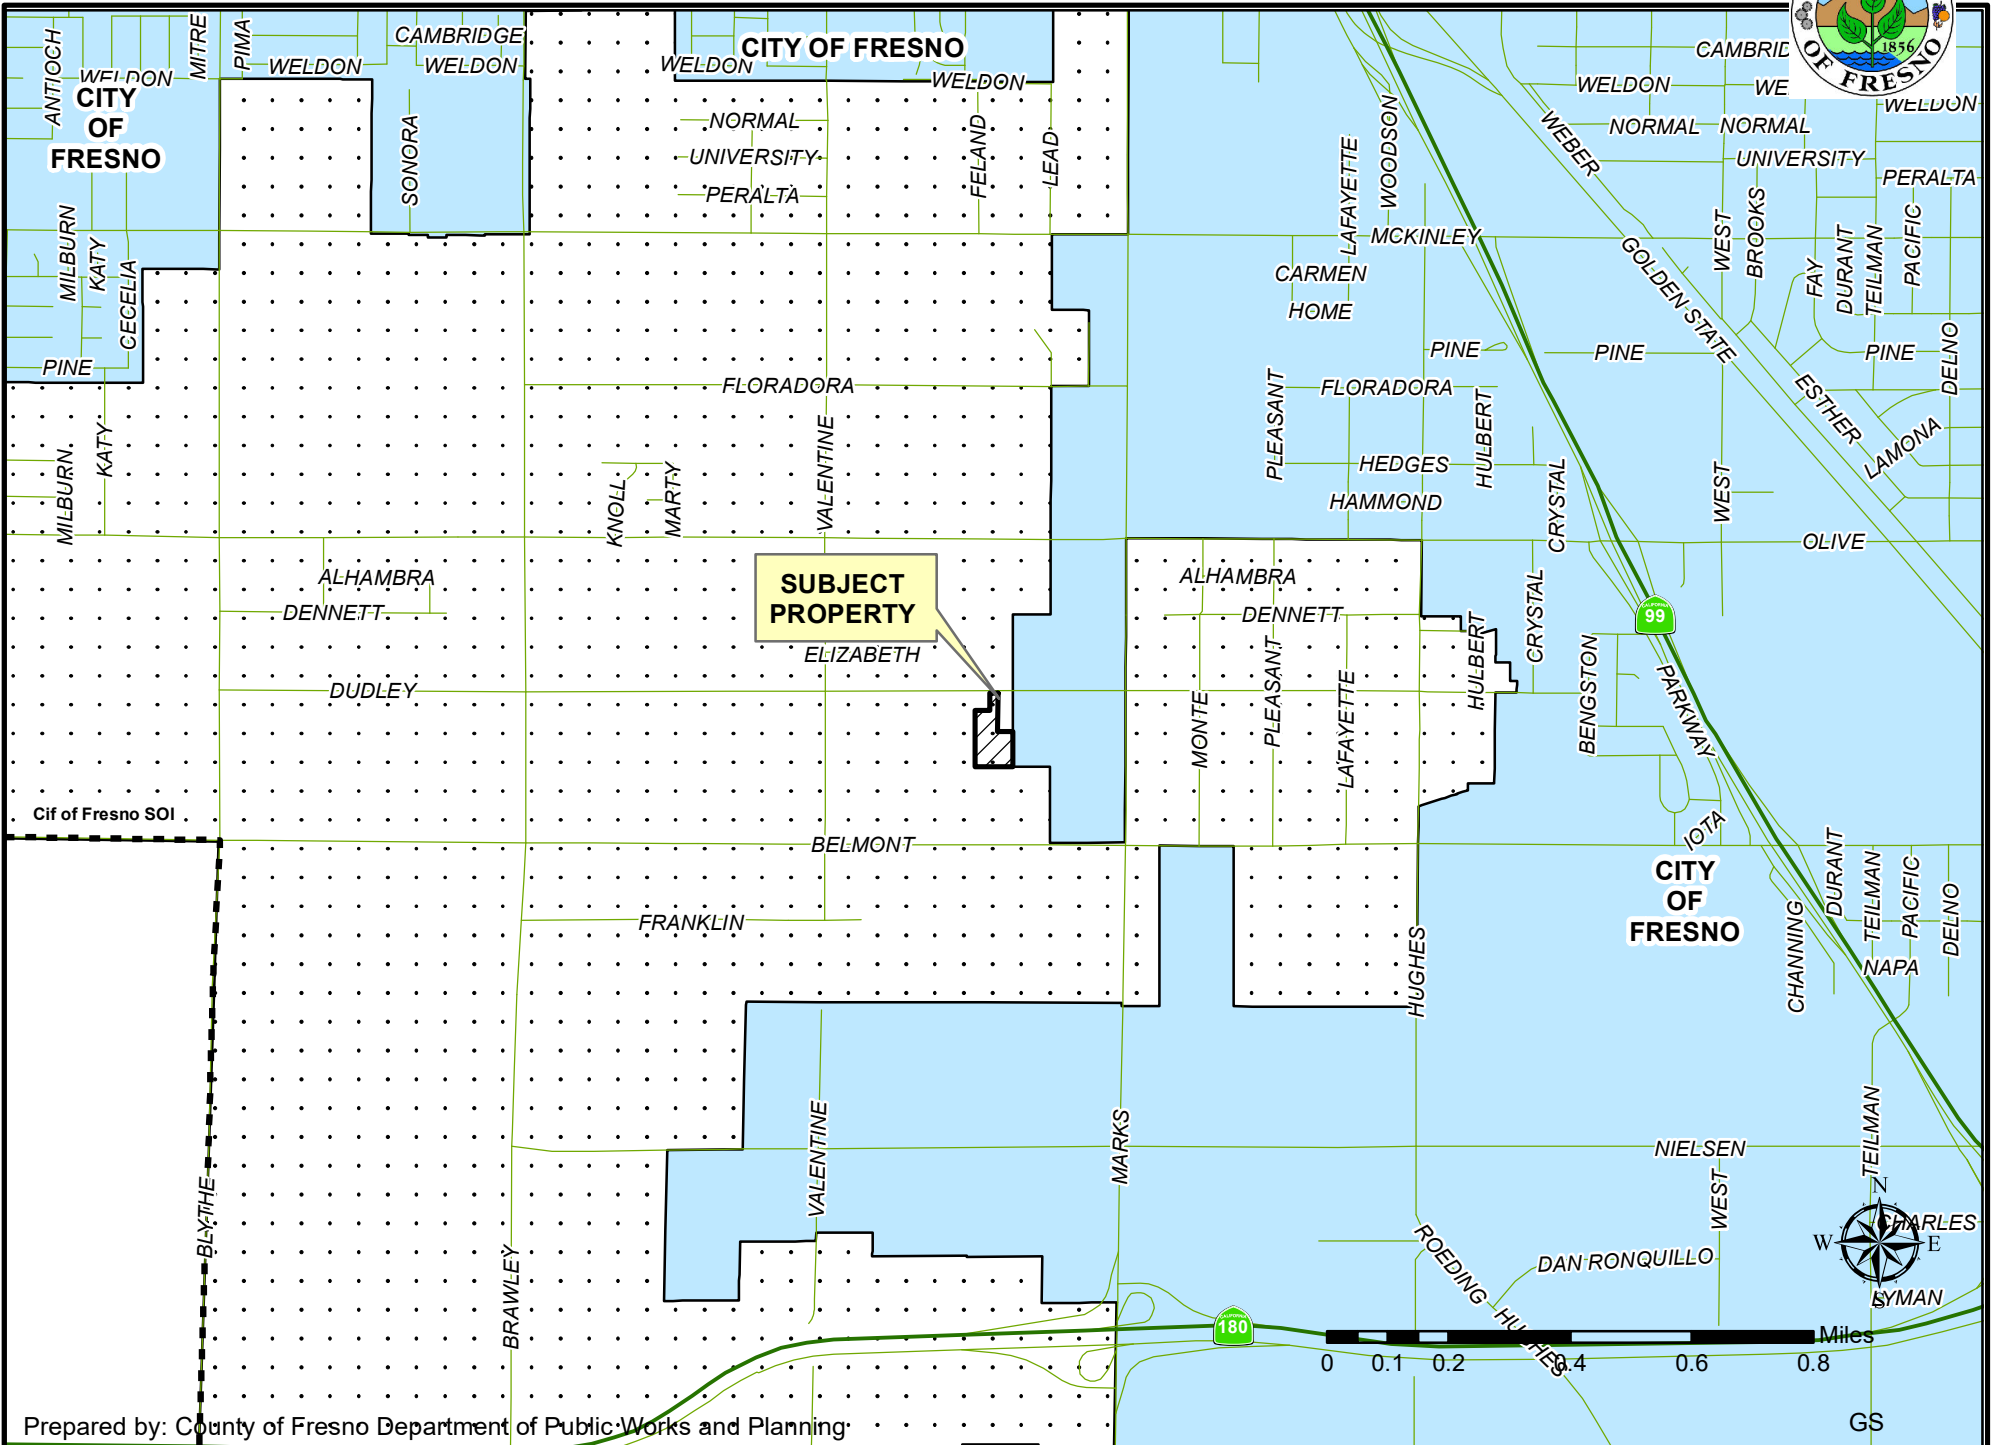 CITY OF FRESNO
CITY
OF
FRESNO
CITY
OF
FRESNO
SUBJECT
PROPERTY
Cif of Fresno SOI
ANTIOCH
WELDON
MITRE
PIMA
WELDON
CAMBRIDGE
WELDON
WELDON
WELDON
SONORA
NORMAL
UNIVERSITY
PERALTA
FELAND
LEAD
LAFAYETTE
WOODSON
WEBER
CAMBRID
WELDON
WE
WELDON
NORMAL
NORMAL
UNIVERSITY
PERALTA
1856
OF FRESNO
MILBURN
KATY
CECELIA
PINE
MCKINLEY
CARMEN
HOME
GOLDEN STATE
WEST
BROOKS
FAY
DURANT
TEILMAN
PACIFIC
PINE
PINE
PINE
DELNO
FLORADORA
FLORADORA
PLEASANT
HULBERT
ESTHER
LAMONA
MILBURN
KATY
KNOLL
MARTY
VALENTINE
HEDGES
HAMMOND
CRYSTAL
WEST
OLIVE
ALHAMBRA
DENNETT
ALHAMBRA
DENNETT
ELIZABETH
DUDLEY
MONTE
PLEASANT
LAFAYETTE
HULBERT
CRYSTAL
BENGSTON
CALIFORNIA
99
PARKWAY
BELMONT
IOTA
FRANKLIN
HUGHES
CHANNING
DURANT
TEILMAN
PACIFIC
DELNO
NAPA
BLYTHE
BRAWLEY
VALENTINE
MARKS
NIELSEN
WEST
TEILMAN
ROEDING
DAN RONQUILLO
HUGHES
CHARLES
LYMAN
N
W
E
S
CALIFORNIA
180
Miles
0 0.1 0.2 0.4 0.6 0.8
Prepared by: County of Fresno Department of Public Works and Planning
GS